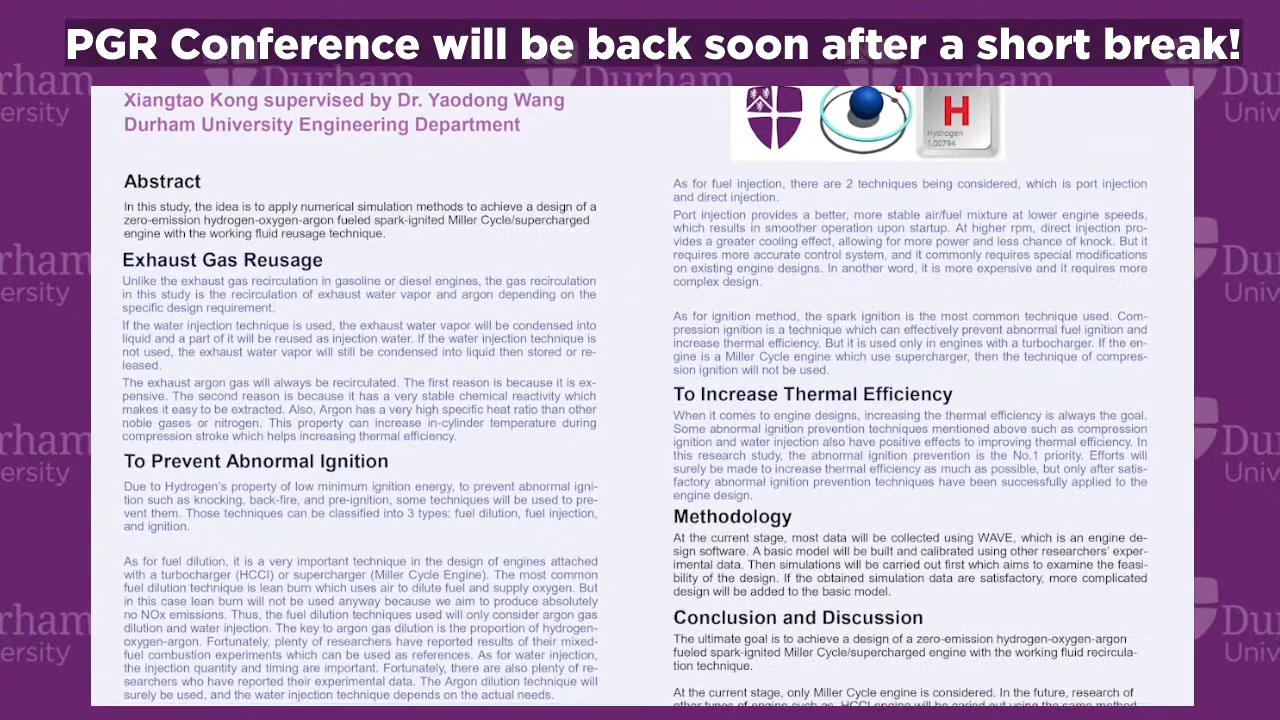 PGR Conference will be back soon after a short break!
Xiangtao Kong supervised by Dr. Yaodong Wang
Durham University Engineering Department
H
Hydrogen
1.00794
Abstract
In this study, the idea is to apply numerical simulation methods to achieve a design of a
zero-emission hydrogen-oxygen-argon fueled spark-ignited Miller Cycle/supercharged
engine with the working fluid reusage technique.
Exhaust Gas Reusage
Unlike the exhaust gas recirculation in gasoline or diesel engines, the gas recirculation
in this study is the recirculation of exhaust water vapor and argon depending on the
specific design requirement.
If the water injection technique is used, the exhaust water vapor will be condensed into
liquid and a part of it will be reused as injection water. If the water injection technique is
not used, the exhaust water vapor will still be condensed into liquid then stored or re-
leased.
The exhaust argon gas will always be recirculated. The first reason is because it is ex-
pensive. The second reason is because it has a very stable chemical reactivity which
makes it easy to be extracted. Also, Argon has a very high specific heat ratio than other
noble gases or nitrogen. This property can increase in-cylinder temperature during
compression stroke which helps increasing thermal efficiency.
To Prevent Abnormal Ignition
Due to Hydrogen's property of low minimum ignition energy, to prevent abnormal igni-
tion such as knocking, back-fire, and pre-ignition, some techniques will be used to pre-
vent them. Those techniques can be classified into 3 types: fuel dilution, fuel injection,
and ignition.
As for fuel dilution, it is a very important technique in the design of engines attached
with a turbocharger (HCCI) or supercharger (Miller Cycle Engine). The most common
fuel dilution technique is lean burn which uses air to dilute fuel and supply oxygen. But
in this case lean burn will not be used anyway because we aim to produce absolutely
no NOx emissions. Thus, the fuel dilution techniques used will only consider argon gas
dilution and water injection. The key to argon gas dilution is the proportion of hydrogen-
oxygen-argon. Fortunately, plenty of researchers have reported results of their mixed-
fuel combustion experiments which can be used as references. As for water injection,
the injection quantity and timing are important. Fortunately, there are also plenty of re-
searchers who have reported their experimental data. The Argon dilution technique will
surely be used, and the water injection technique depends on the actual needs.
As for fuel injection, there are 2 techniques being considered, which is port injection
and direct injection.
Port injection provides a better, more stable air/fuel mixture at lower engine speeds,
which results in smoother operation upon startup. At higher rpm, direct injection pro-
vides a greater cooling effect, allowing for more power and less chance of knock. But it
requires more accurate control system, and it commonly requires special modifications
on existing engine designs. In another word, it is more expensive and it requires more
complex design.
As for ignition method, the spark ignition is the most common technique used. Com-
pression ignition is a technique which can effectively prevent abnormal fuel ignition and
increase thermal efficiency. But it is used only in engines with a turbocharger. If the en-
gine is a Miller Cycle engine which use supercharger, then the technique of compres-
sion ignition will not be used.
To Increase Thermal Efficiency
When it comes to engine designs, increasing the thermal efficiency is always the goal.
Some abnormal ignition prevention techniques mentioned above such as compression
ignition and water injection also have positive effects to improving thermal efficiency. In
this research study, the abnormal ignition prevention is the No.1 priority. Efforts will
surely be made to increase thermal efficiency as much as possible, but only after satis-
factory abnormal ignition prevention techniques have been successfully applied to the
engine design.
Methodology
At the current stage, most data will be collected using WAVE, which is an engine de-
sign software. A basic model will be built and calibrated using other researchers' exper-
imental data. Then simulations will be carried out first which aims to examine the feasi-
bility of the design. If the obtained simulation data are satisfactory, more complicated
design will be added to the basic model.
Conclusion and Discussion
The ultimate goal is to achieve a design of a zero-emission hydrogen-oxygen-argon
fueled spark-ignited Miller Cycle/supercharged engine with the working fluid recircula-
tion technique.
At the current stage, only Miller Cycle engine is considered. In the future, research of
other types of engine such as, HCCI engine will be carried out using the same method